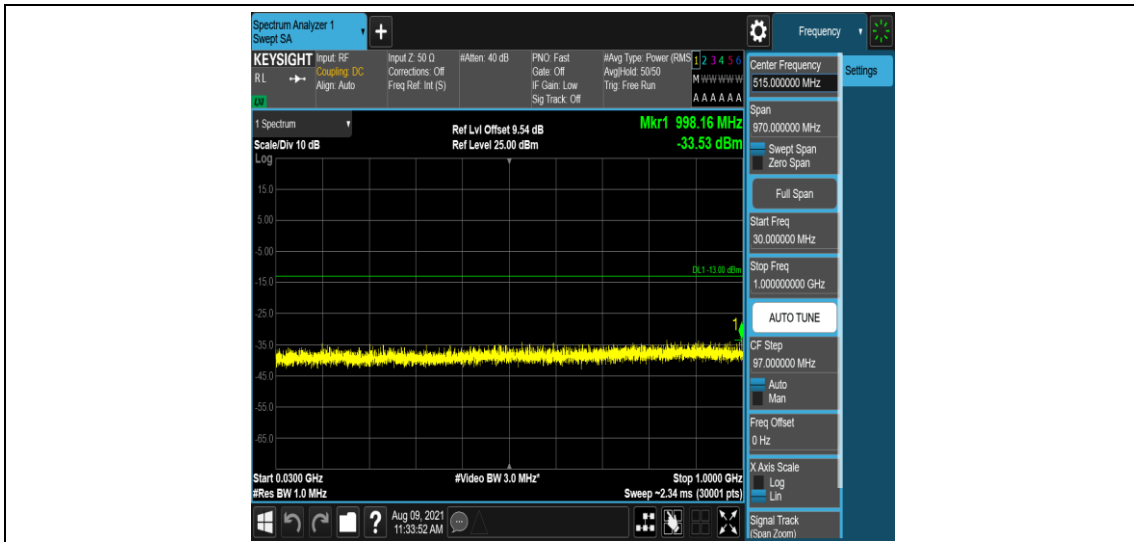 Spectrum Analyzer 1
Swept SA
+
Frequency
KEYSIGHT
RL
LM
Input: RF
Coupling: DC
Align: Auto
Input Z: 50 Ω
Corrections: Off
Freq Ref: Int (S)
#Atten: 40 dB
PNO: Fast
Gate: Off
IF Gain: Low
Sig Track: Off
#Avg Type: Power (RMS
Avg|Hold: 50/50
Trig: Free Run
1 2 3 4 5 6
M W W W W W
A A A A A A
1 Spectrum
Scale/Div 10 dB
Ref Lvl Offset 9.54 dB
Ref Level 25.00 dBm
Mkr1 998.16 MHz
-33.53 dBm
Log
15.0
5.00
-5.00
-15.0
-25.0
-35.0
-45.0
-55.0
-65.0
DL1 -13.00 dBm
1
Start 0.0300 GHz
#Res BW 1.0 MHz
#Video BW 3.0 MHz*
Stop 1.0000 GHz
Sweep ~2.34 ms (30001 pts)
Center Frequency
515.000000 MHz
Settings
Span
970.000000 MHz
Swept Span
Zero Span
Full Span
Start Freq
30.000000 MHz
Stop Freq
1.000000000 GHz
AUTO TUNE
CF Step
97.000000 MHz
Auto
Man
Freq Offset
0 Hz
X Axis Scale
Log
Lin
Signal Track
(Span Zoom)
?
Aug 09, 2021
11:33:52 AM